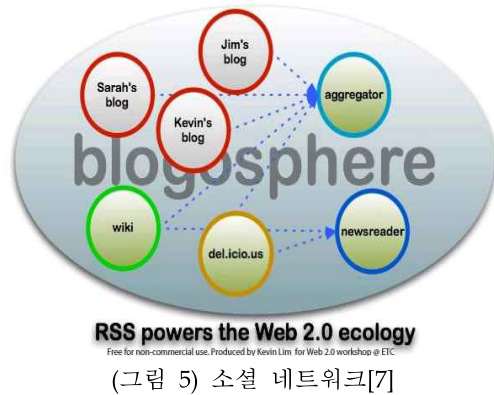 Jim's
blog
Sarah's
blog
aggregator
Kevin's
blog
blogosphere
wiki
del.icio.us
newsreader
RSS powers the Web 2.0 ecology
Free for non-commercial use. Produced by Kevin Lim for Web 2.0 workshop @ ETC
(그림 5) 소셜 네트워크[7]